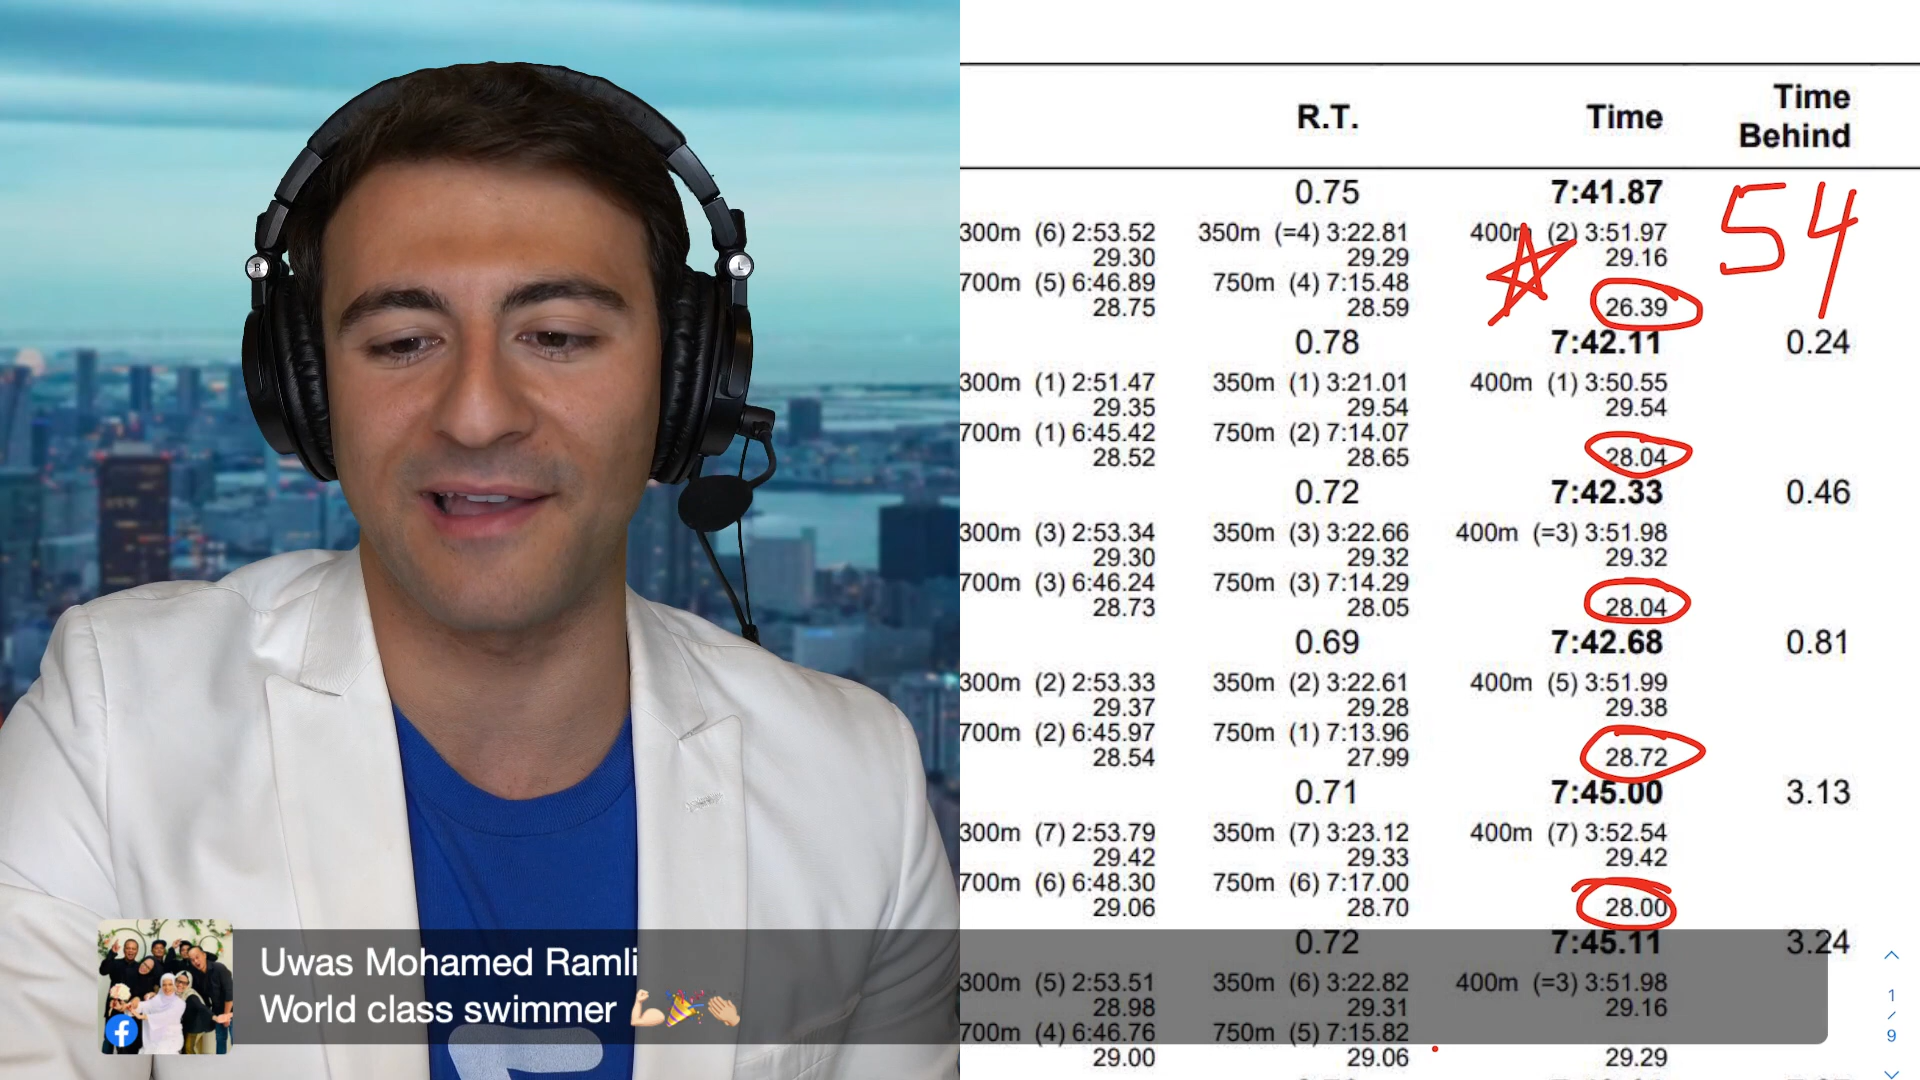 R.T.
Time
Time
Behind
0.75
7:41.87
54
300m (6) 2:53.52
350m (=4) 3:22.81
400m (2) 3:51.97
29.30
29.29
29.16
700m (5) 6:46.89
750m (4) 7:15.48
28.75
28.59
26.39
0.78
7:42.11
0.24
300m (1) 2:51.47
350m (1) 3:21.01
400m (1) 3:50.55
29.35
29.54
29.54
700m (1) 6:45.42
750m (2) 7:14.07
28.52
28.65
28.04
0.72
7:42.33
0.46
300m (3) 2:53.34
350m (3) 3:22.66
400m (=3) 3:51.98
29.30
29.32
29.32
700m (3) 6:46.24
750m (3) 7:14.29
28.73
28.05
28.04
0.69
7:42.68
0.81
300m (2) 2:53.33
350m (2) 3:22.61
400m (5) 3:51.99
29.37
29.28
29.38
700m (2) 6:45.97
750m (1) 7:13.96
28.54
27.99
28.72
0.71
7:45.00
3.13
300m (7) 2:53.79
350m (7) 3:23.12
400m (7) 3:52.54
29.42
29.33
29.42
700m (6) 6:48.30
750m (6) 7:17.00
29.06
28.70
28.00
0.72
7:45.11
3.24
300m (5) 2:53.51
350m (6) 3:22.82
400m (=3) 3:51.98
28.98
29.31
29.16
700m (4) 6:46.76
750m (5) 7:15.82
29.00
29.06
29.29
1
/
9
R
L
Uwas Mohamed Ramli
World class swimmer 💪🏻🎉👏🏻